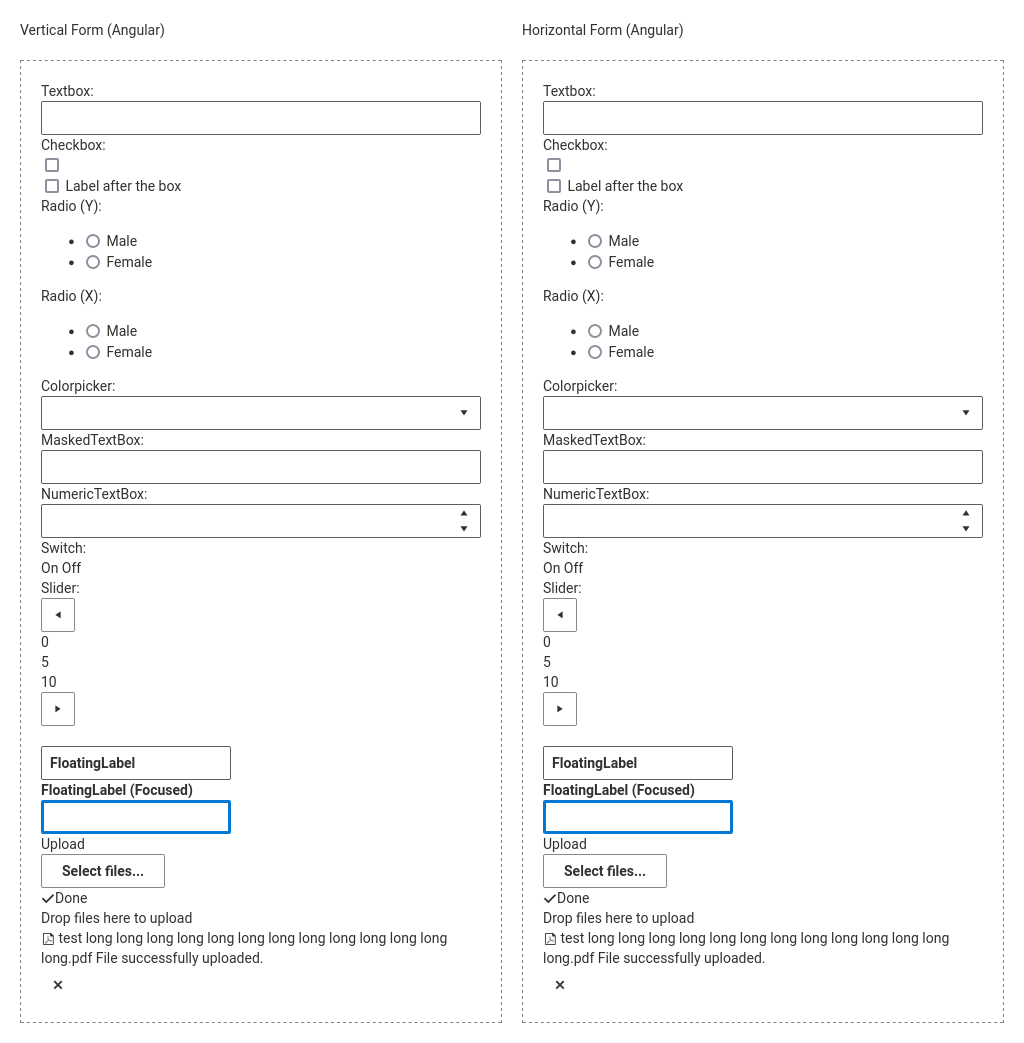 Vertical Form (Angular)
Textbox:
Checkbox:
Label after the box
Radio (Y):
Male
Female
Radio (X):
Male
Female
Colorpicker:
MaskedTextBox:
NumericTextBox:
Switch:
On Off
Slider:
0
5
10
FloatingLabel
FloatingLabel (Focused)
Upload
Select files...
Done
Drop files here to upload
test long long long long long long long long long long long long
long.pdf File successfully uploaded.
Horizontal Form (Angular)
Textbox:
Checkbox:
Label after the box
Radio (Y):
Male
Female
Radio (X):
Male
Female
Colorpicker:
MaskedTextBox:
NumericTextBox:
Switch:
On Off
Slider:
0
5
10
FloatingLabel
FloatingLabel (Focused)
Upload
Select files...
Done
Drop files here to upload
test long long long long long long long long long long long long
long.pdf File successfully uploaded.